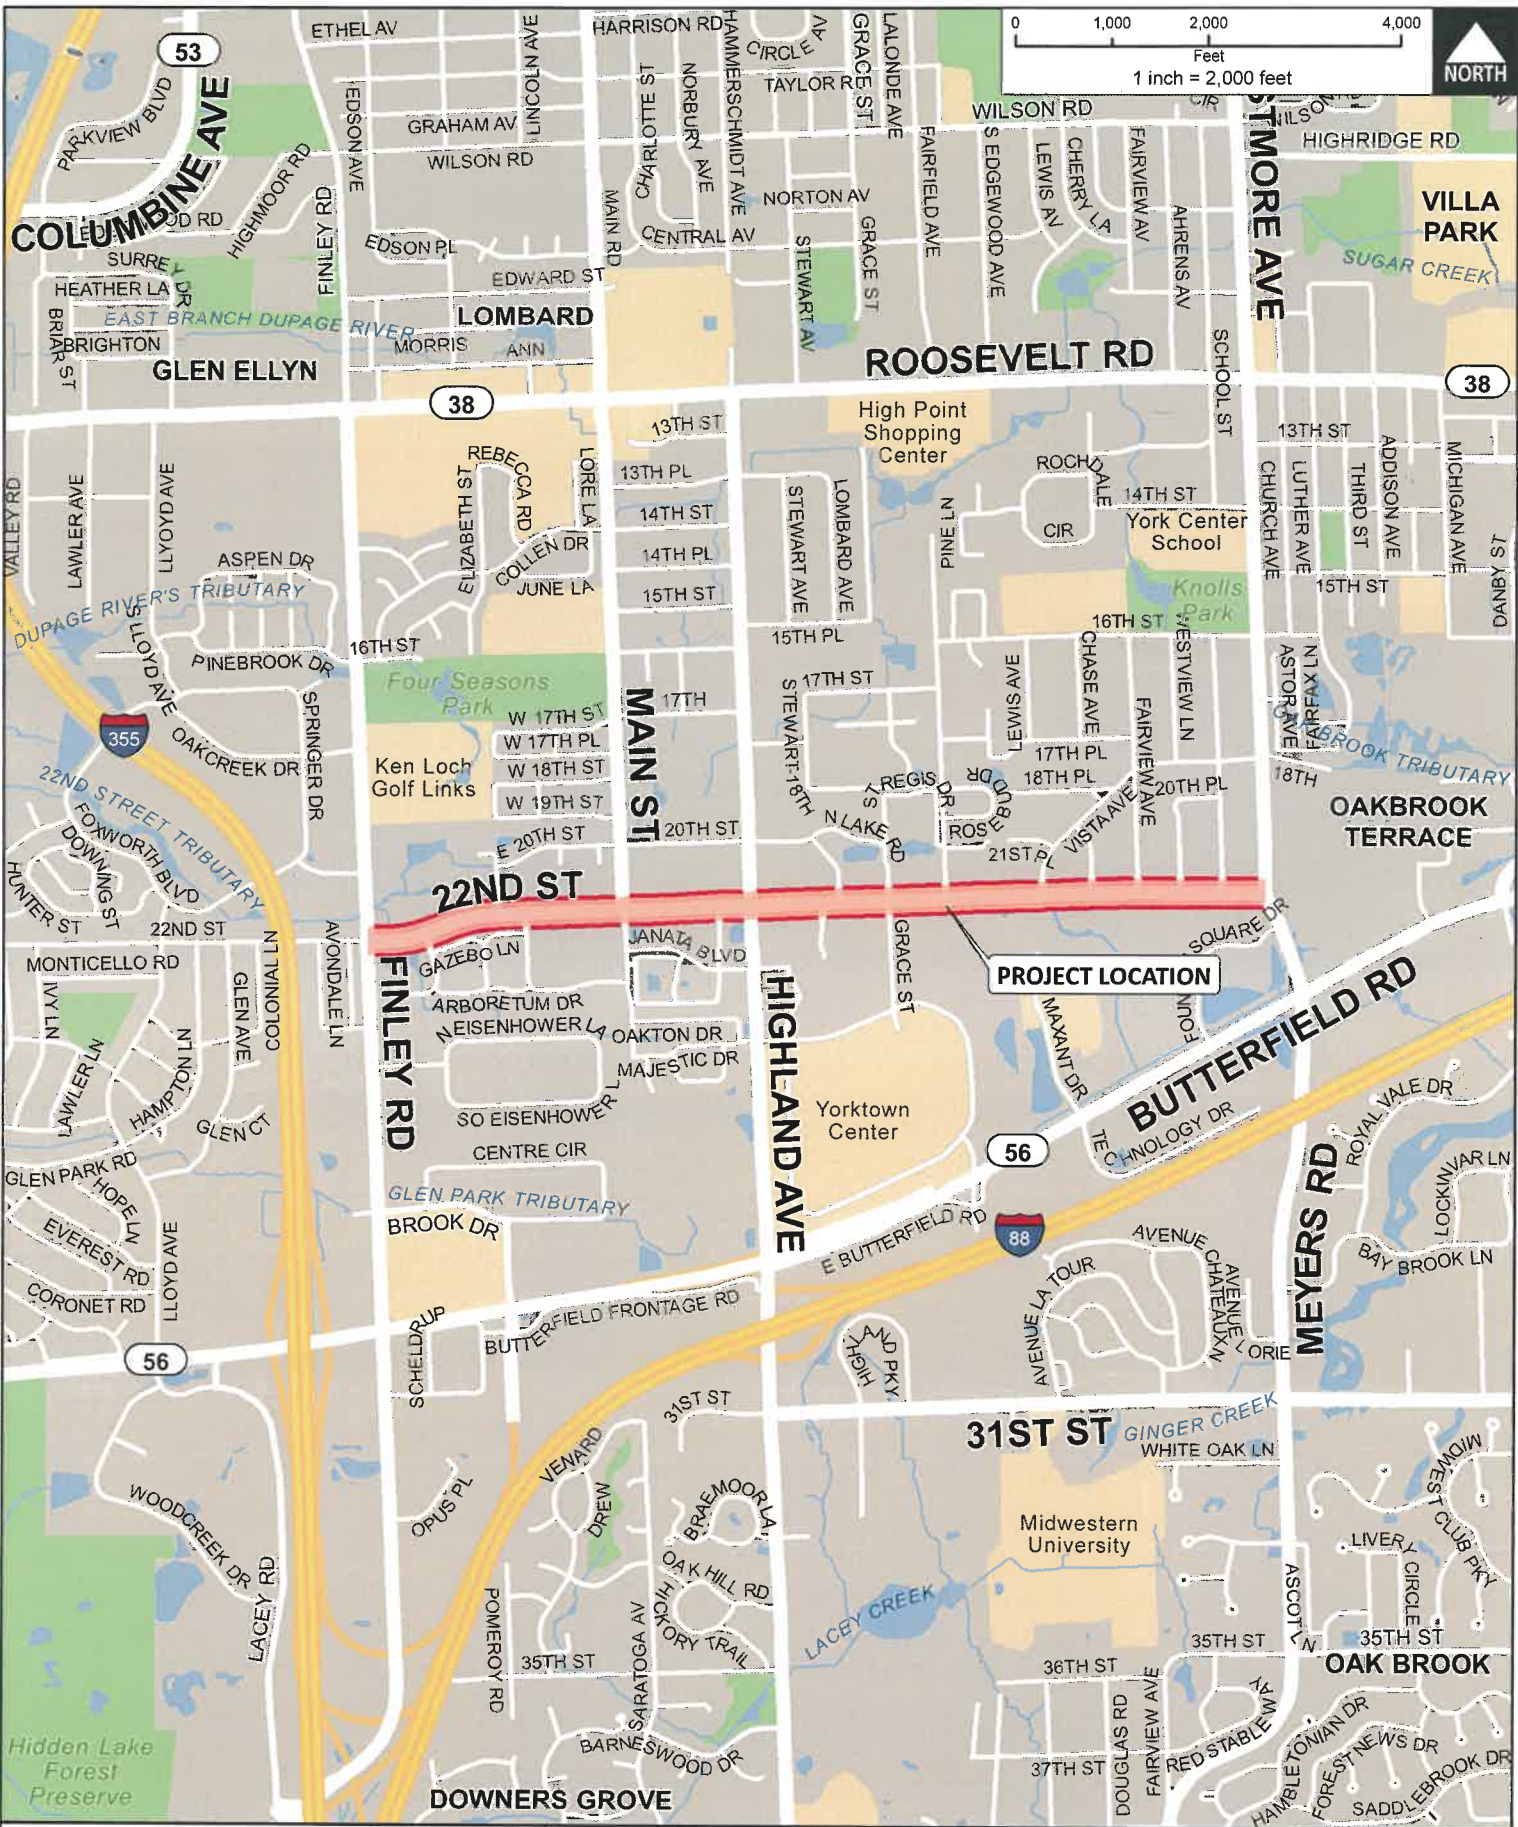 0 1,000 2,000 4,000
Feet
1 inch = 2,000 feet
NORTH
53
ETHEL AV
HARRISON RD
HAMMERSCHMIDT AVE
CIRCLE AV
GRACE ST
LALONDE AVE
PARKVIEW BLVD
COLUMBINE AVE
EDSON AVE
LINCOLN AVE
GRAHAM AV
WILSON RD
CHARLOTTE ST
NORBURY AVE
TAYLOR R
WILSON RD
CIR
STMORE AVE
HIGHRIDGE RD
OD RD
HIGHMOOR RD
FINLEY RD
EDSON PL
MAIN RD
CENTRAL AV
NORTON AV
STEWART AV
GRACE ST
FAIRFIELD AVE
S EDGEWOOD AVE
LEWIS AV
CHERRY LA
FAIRVIEW AV
AHRENS AV
VILLA
PARK
SUGAR CREEK
SURREY DR
HEATHER LA
EDWARD ST
EAST BRANCH DUPAGE RIVER
LOMBARD
BRIAR ST
BRIGHTON
MORRIS
ANN
GLEN ELLYN
ROOSEVELT RD
SCHOOL ST
38
38
High Point
Shopping
Center
13TH ST
13TH ST
REBECCA RD
LORE LA
13TH PL
ELIZABETH ST
ROCHDALE
CIR
VALLEY RD
LAWLER AVE
LLYOYD AVE
14TH ST
14TH ST
STEWART AVE
LOMBARD AVE
PINE LN
York Center
School
CHURCH AVE
LUTHER AVE
THIRD ST
ADDISON AVE
MICHIGAN AVE
DANBY ST
ASPEN DR
COLLEN DR
14TH PL
JUNE LA
15TH ST
15TH ST
DUPAGE RIVER'S TRIBUTARY
Knolls
Park
S LLOYD AVE
16TH ST
PINEBROOK DR
15TH PL
16TH ST
WESTVIEW LN
Four Seasons
Park
MAIN ST
17TH
17TH ST
STEWART-18TH
LEWIS AVE
CHASE AVE
FAIRVIEW AVE
ASTOR AVE
FAIRFAX LN
355
OAKCREEK DR
SPRINGER DR
W 17TH ST
W 17TH PL
W 18TH ST
W 19TH ST
Ken Loch
Golf Links
17TH PL
18TH PL
18TH
BROOK TRIBUTARY
22ND STREET TRIBUTARY
REGIS DR
ROSEBUD DR
20TH PL
OAKBROOK
TERRACE
FOXWORTH BLVD
DOWNING ST
HUNTER ST
E 20TH ST
20TH ST
N LAKE RD
ST
21ST PL
VISTA AVE
22ND ST
22ND ST
JANATA BLVD
GRACE ST
SQUARE DR
MONTICELLO RD
IVY LN
GLEN AVE
COLONIAL LN
AVONDALE LN
FINLEY RD
GAZEBO LN
PROJECT LOCATION
ARBORETUM DR
N EISENHOWER LA
OAKTON DR
MAJESTIC DR
HIGHLAND AVE
MAXANT DR
FOUN
BUTTERFIELD RD
LAWLER LN
HAMPTON LN
GLEN CT
SO EISENHOWER L
Yorktown
Center
TECHNOLOGY DR
ROYAL VALE DR
CENTRE CIR
56
GLEN PARK RD
GLEN PARK TRIBUTARY
BROOK DR
HOPE LN
EVEREST RD
CORONET RD
LLOYD AVE
E BUTTERFIELD RD
88
AVENUE CHATEAUX N
AVENUE LORIE
AVENUE LA TOUR
MEYERS RD
LOCKINVAR LN
BAY BROOK LN
SCHELDRUP
BUTTERFIELD FRONTAGE RD
56
HIGHLAND PKY
31ST ST
31ST ST
GINGER CREEK
WHITE OAK LN
VENARD
DREW
BRAEMOOR LA
OPUS PL
WOODCREEK DR
LACEY RD
OAK HILL RD
HICKORY TRAIL
Midwestern
University
MIDWEST CLUB PKY
LIVERY CIRCLE
LACEY CREEK
ASCOT LN
POMEROY RD
35TH ST
SARATOGA AV
35TH ST
35TH ST
36TH ST
OAK BROOK
DOUGLAS RD
FAIRVIEW AVE
RED STABLE WAY
37TH ST
BARNESWOOD DR
HAMBLETONIAN DR
FOREST NEWS DR
SADDLEBROOK DR
Hidden Lake
Forest
Preserve
DOWNERS GROVE